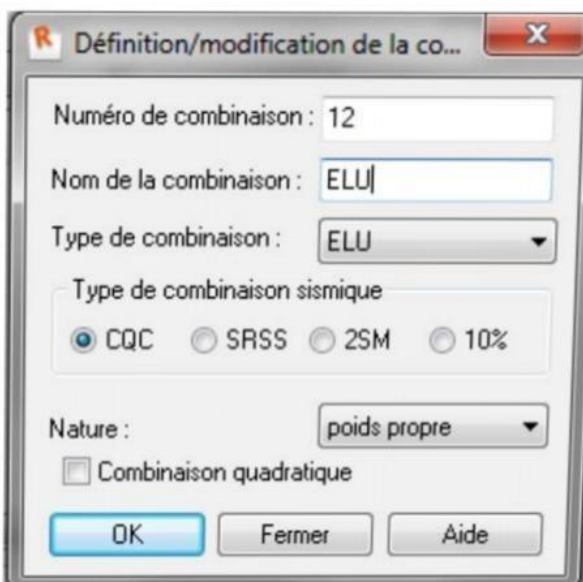 Définition/modification de la co...
Numéro de combinaison : 12
Nom de la combinaison : ELU
Type de combinaison : ELU
Type de combinaison sismique
CQC SRSS 2SM 10%
Nature : poids propre
Combinaison quadratique
OK Fermer Aide